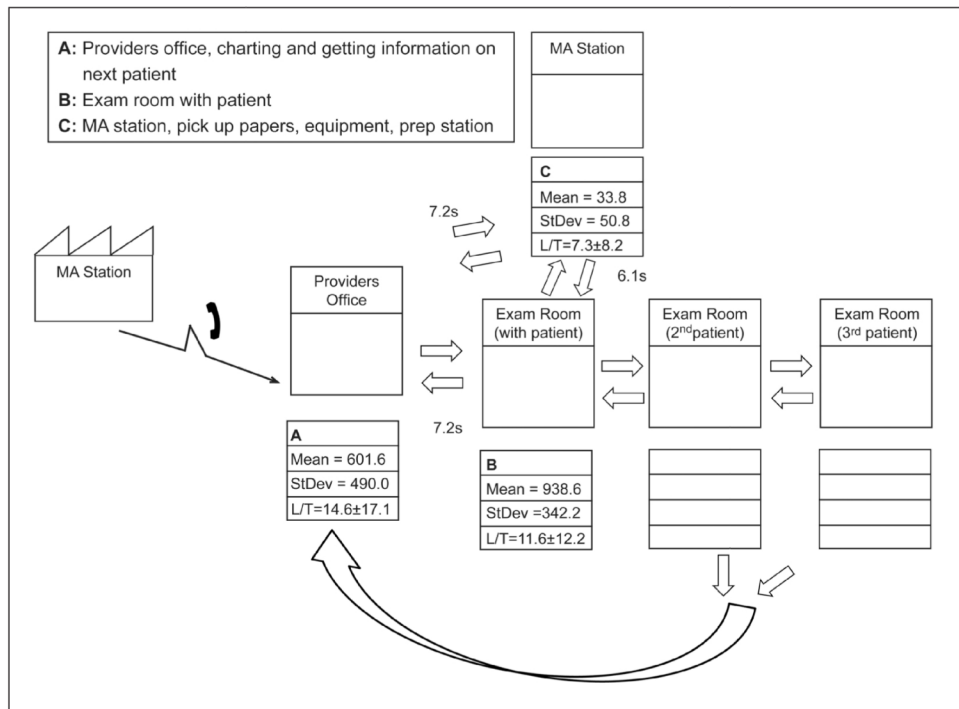 A: Providers office, charting and getting information on
next patient
B: Exam room with patient
C: MA station, pick up papers, equipment, prep station
MA Station
C
Mean = 33.8
StDev = 50.8
L/T=7.3±8.2
7.2s
6.1s
MA Station
Providers
Office
Exam Room
(with patient)
Exam Room
(2nd patient)
Exam Room
(3rd patient)
7.2s
A
Mean = 601.6
StDev = 490.0
L/T=14.6±17.1
B
Mean = 938.6
StDev =342.2
L/T=11.6±12.2